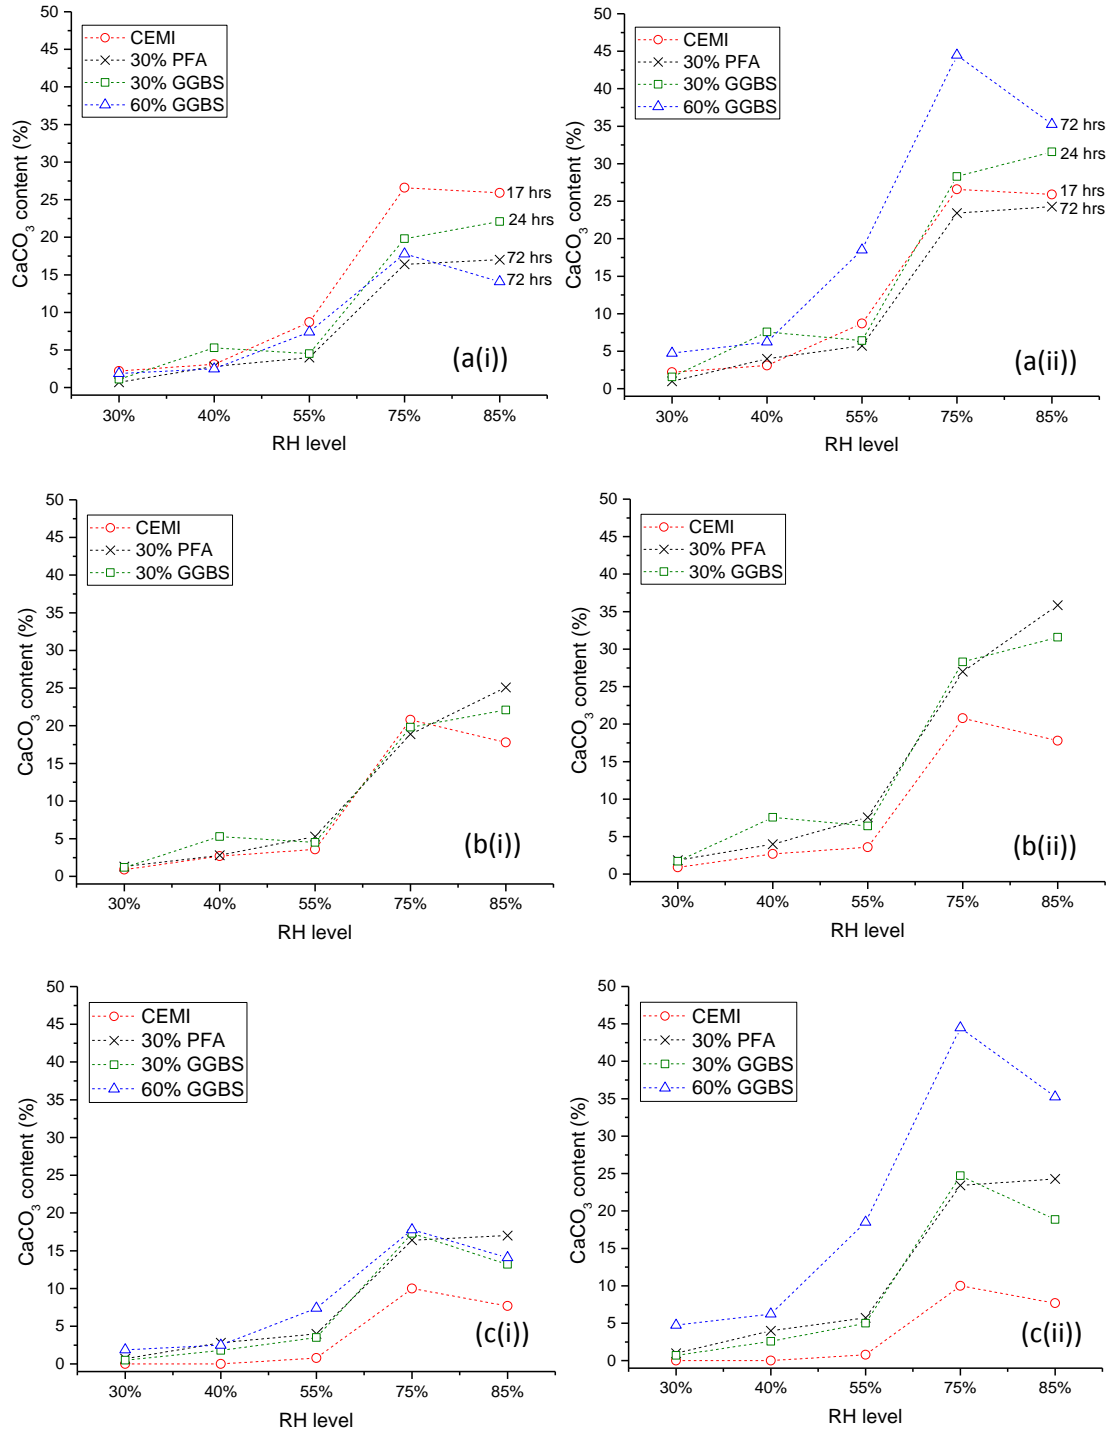 50
45
40
35
30
25
20
15
10
5
0
CaCO3 content (%)
CEMI
30% PFA
30% GGBS
60% GGBS
17 hrs
24 hrs
72 hrs
72 hrs
(a(i))
30% 40% 55% 75% 85%
RH level
50
45
40
35
30
25
20
15
10
5
0
CaCO3 content (%)
CEMI
30% PFA
30% GGBS
60% GGBS
72 hrs
24 hrs
17 hrs
72 hrs
(a(ii))
30% 40% 55% 75% 85%
RH level
50
45
40
35
30
25
20
15
10
5
0
CaCO3 content (%)
CEMI
30% PFA
30% GGBS
(b(i))
30% 40% 55% 75% 85%
RH level
50
45
40
35
30
25
20
15
10
5
0
CaCO3 content (%)
CEMI
30% PFA
30% GGBS
(b(ii))
30% 40% 55% 75% 85%
RH level
50
45
40
35
30
25
20
15
10
5
0
CaCO3 content (%)
CEMI
30% PFA
30% GGBS
60% GGBS
(c(i))
30% 40% 55% 75% 85%
RH level
50
45
40
35
30
25
20
15
10
5
0
CaCO3 content (%)
CEMI
30% PFA
30% GGBS
60% GGBS
(c(ii))
30% 40% 55% 75% 85%
RH level